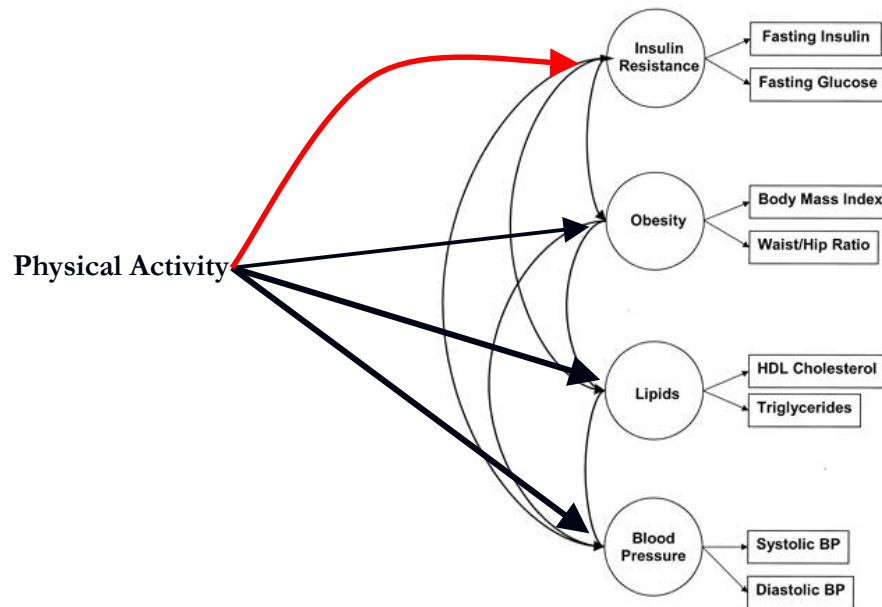 Insulin
Resistance
Fasting Insulin
Fasting Glucose
Physical Activity
Obesity
Body Mass Index
Waist/Hip Ratio
Lipids
HDL Cholesterol
Triglycerides
Blood
Pressure
Systolic BP
Diastolic BP